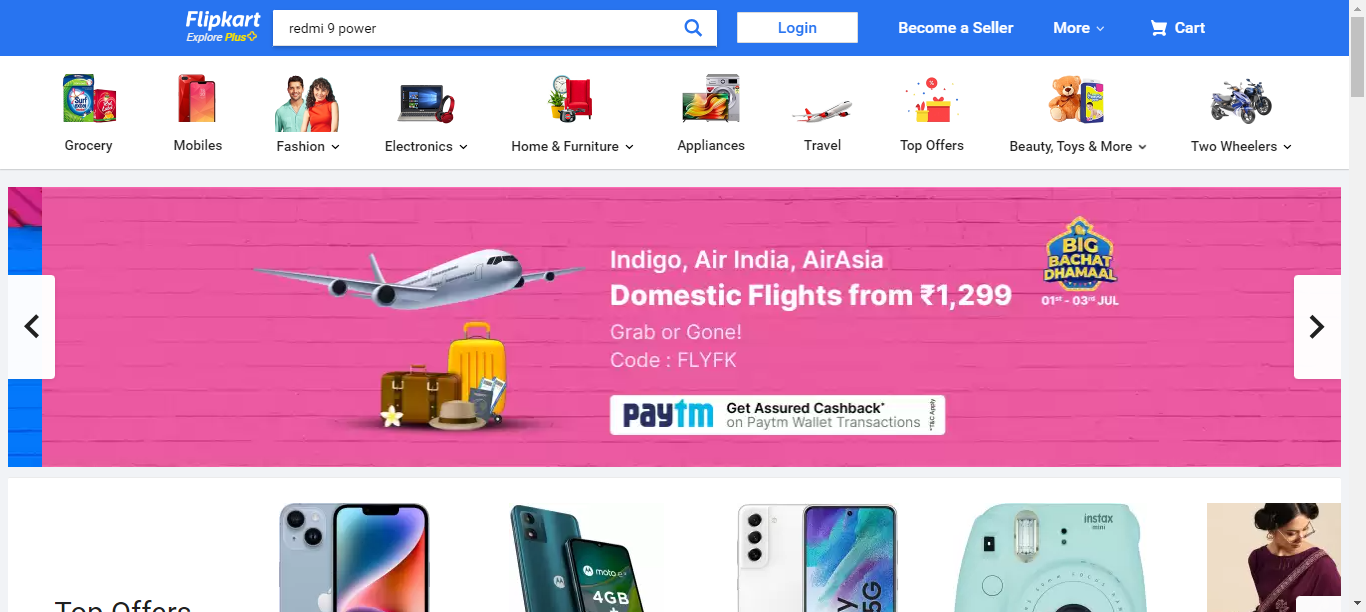 Flipkart
Explore Plus
redmi 9 power
Login
Become a Seller
More
Cart
Surf excel
Grocery
Mobiles
Fashion
Electronics
Home & Furniture
Appliances
Travel
Top Offers
Beauty, Toys & More
Two Wheelers
Indigo, Air India, AirAsia
Domestic Flights from ₹1,299
Grab or Gone!
Code : FLYFK
BIG
BACHAT
DHAMAAL
01st - 03rd JUL
paytm
Get Assured Cashback*
on Paytm Wallet Transactions
*T&C Apply
instax
mini
moto e
4GB
5G
Top Offers